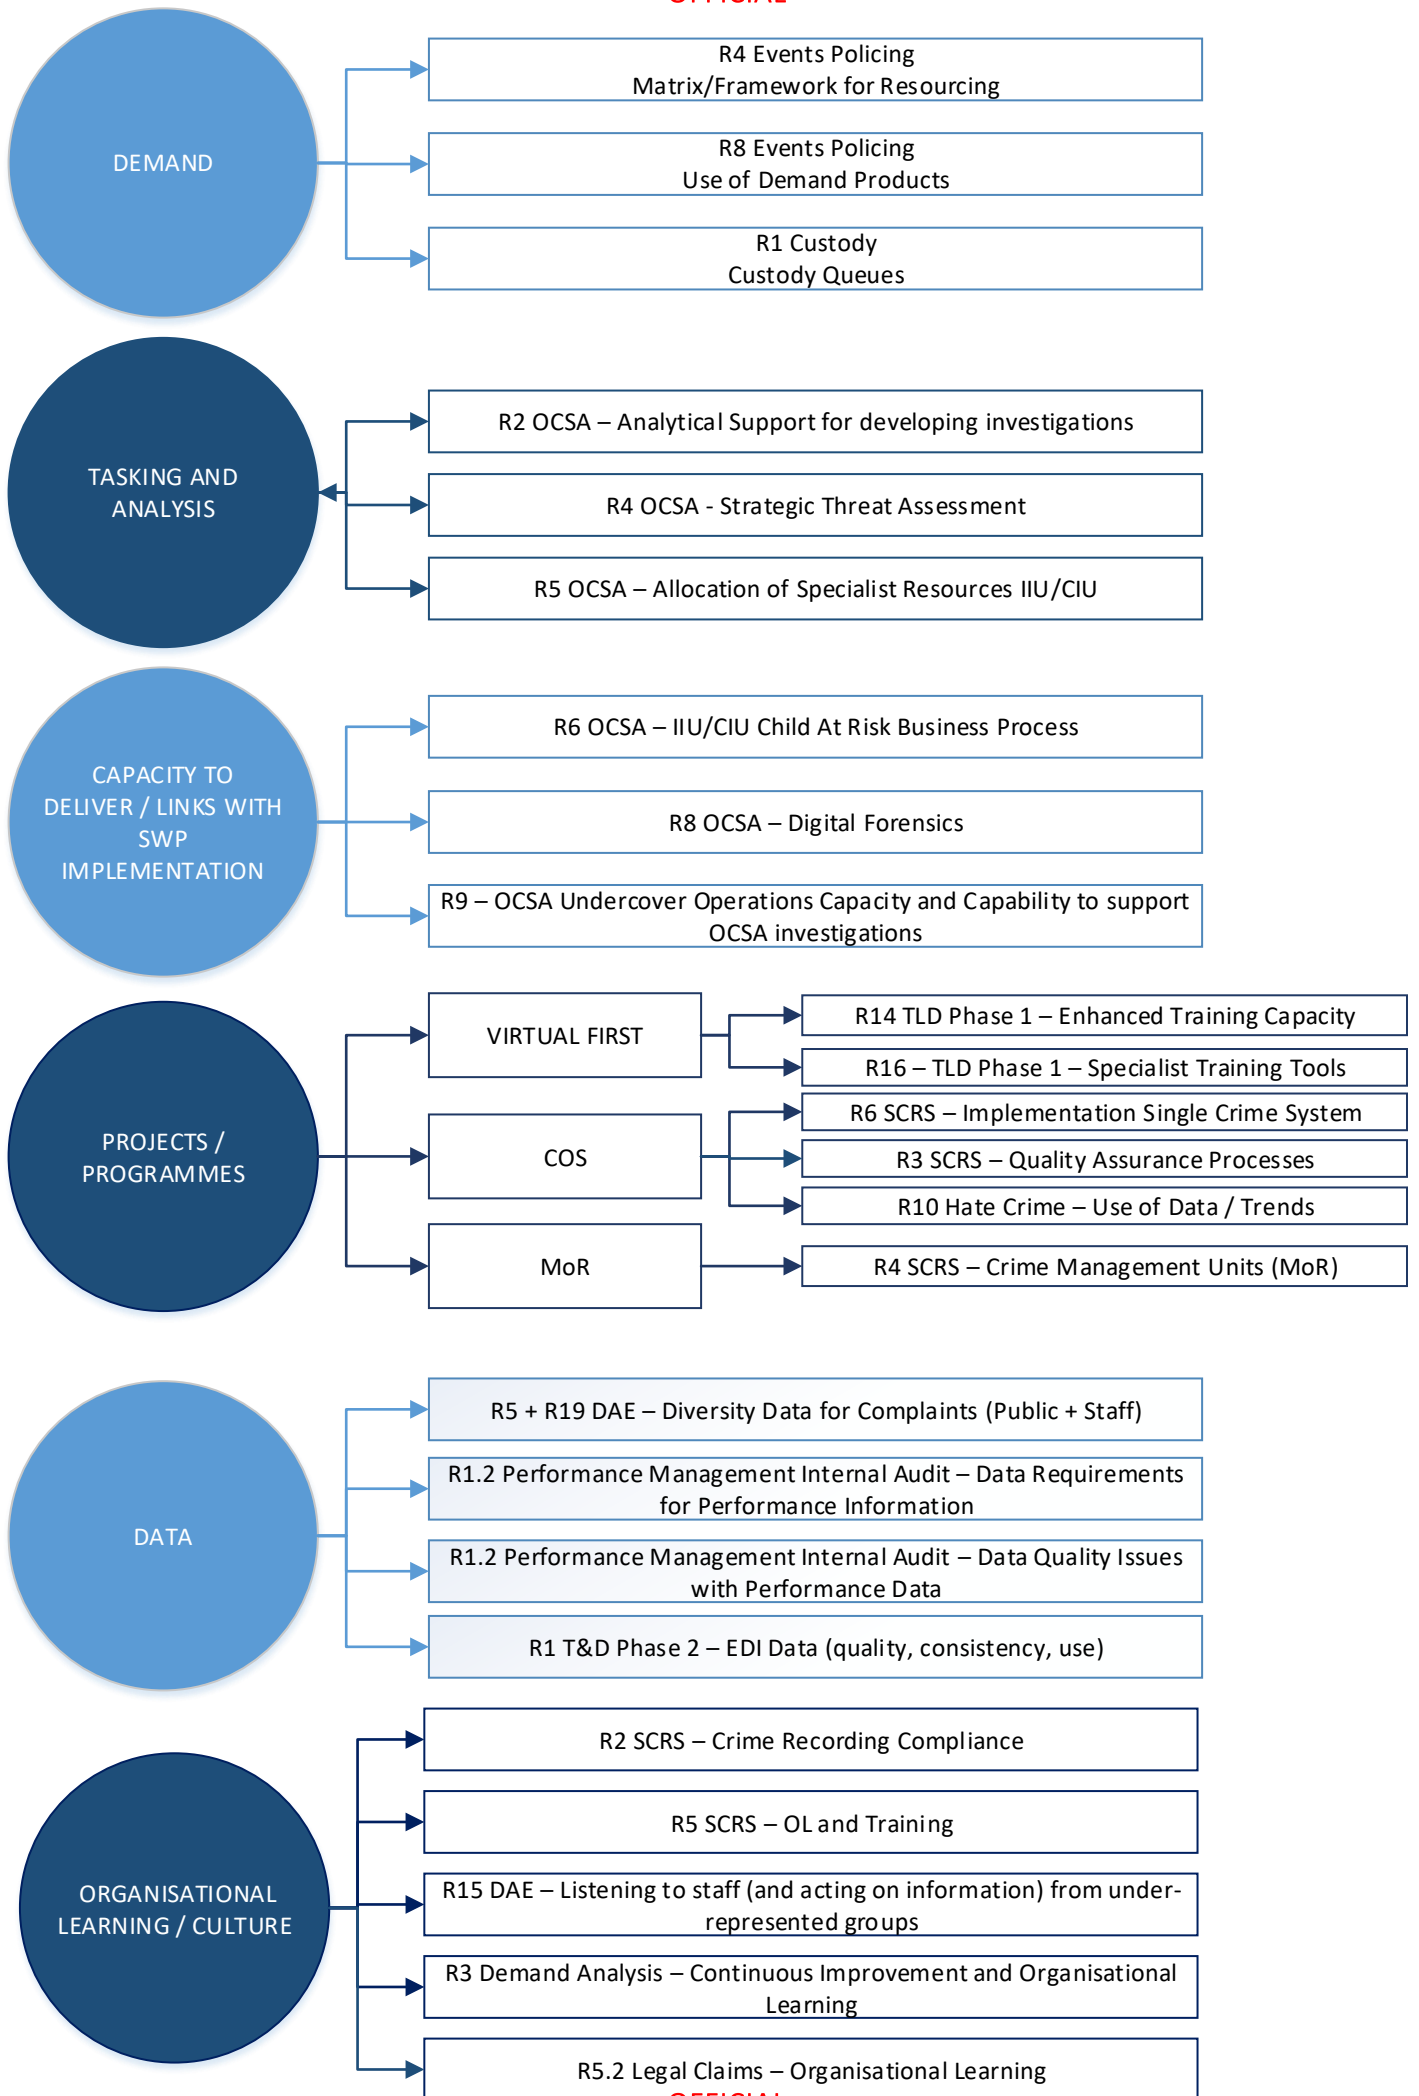 OFFICIAL
DEMAND
R4 Events Policing
Matrix/Framework for Resourcing
R8 Events Policing
Use of Demand Products
R1 Custody
Custody Queues
TASKING AND
ANALYSIS
R2 OCSA – Analytical Support for developing investigations
R4 OCSA - Strategic Threat Assessment
R5 OCSA – Allocation of Specialist Resources IIU/CIU
CAPACITY TO
DELIVER / LINKS WITH
SWP
IMPLEMENTATION
R6 OCSA – IIU/CIU Child At Risk Business Process
R8 OCSA – Digital Forensics
R9 – OCSA Undercover Operations Capacity and Capability to support
OCSA investigations
PROJECTS /
PROGRAMMES
VIRTUAL FIRST
R14 TLD Phase 1 – Enhanced Training Capacity
R16 – TLD Phase 1 – Specialist Training Tools
COS
R6 SCRS – Implementation Single Crime System
R3 SCRS – Quality Assurance Processes
R10 Hate Crime – Use of Data / Trends
MoR
R4 SCRS – Crime Management Units (MoR)
DATA
R5 + R19 DAE – Diversity Data for Complaints (Public + Staff)
R1.2 Performance Management Internal Audit – Data Requirements
for Performance Information
R1.2 Performance Management Internal Audit – Data Quality Issues
with Performance Data
R1 T&D Phase 2 – EDI Data (quality, consistency, use)
ORGANISATIONAL
LEARNING / CULTURE
R2 SCRS – Crime Recording Compliance
R5 SCRS – OL and Training
R15 DAE – Listening to staff (and acting on information) from under-
represented groups
R3 Demand Analysis – Continuous Improvement and Organisational
Learning
R5.2 Legal Claims – Organisational Learning
OFFICIAL